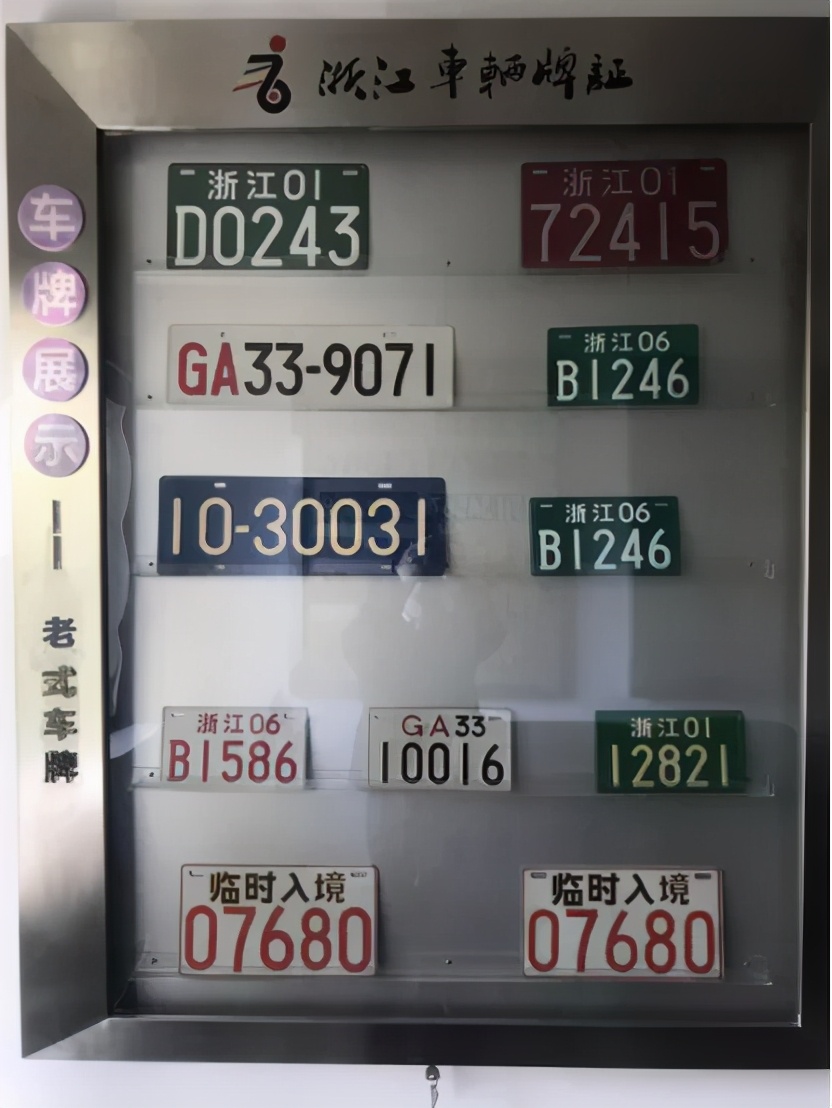 浙江車輛牌証
车牌展示——老式车牌
浙江01
D0243
浙江01
72415
GA33-9071
浙江06
B1246
10-30031
浙江06
B1246
浙江06
B1586
GA33
10016
浙江01
12821
临时入境
07680
临时入境
07680